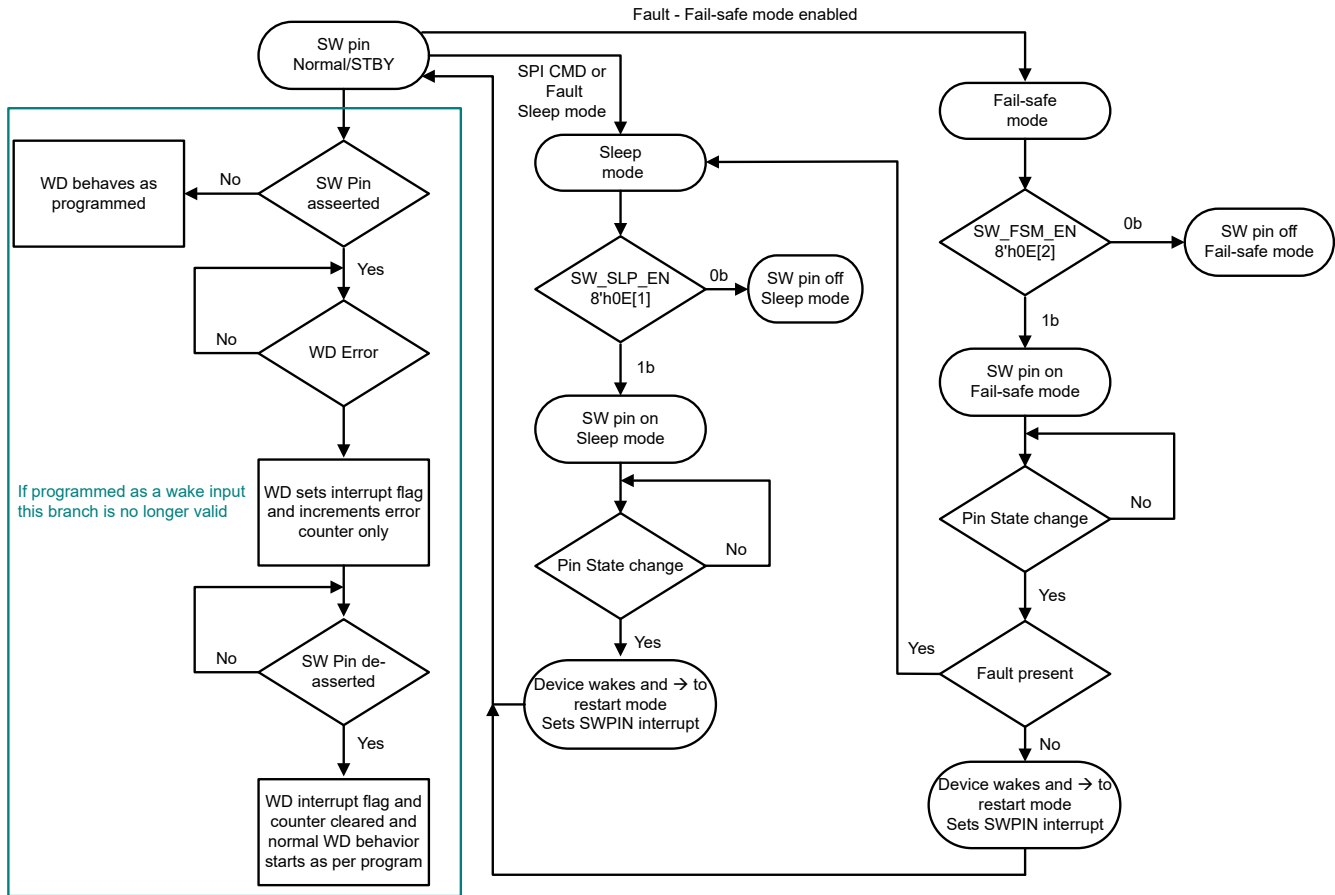 Fault - Fail-safe mode enabled
SW pin
Normal/STBY
SPI CMD or
Fault
Sleep mode
Fail-safe
mode
SW Pin
asseerted
No
WD behaves as
programmed
Yes
WD Error
No
If programmed as a wake input
this branch is no longer valid
WD sets interrupt flag
and increments error
counter only
SW Pin de-
asserted
No
Yes
WD interrupt flag and
counter cleared and
normal WD behavior
starts as per program
Sleep
mode
SW_SLP_EN
8'h0E[1]
0b
SW pin off
Sleep mode
1b
SW pin on
Sleep mode
Pin State change
No
Yes
Device wakes and → to
restart mode
Sets SWPIN interrupt
SW_FSM_EN
8'h0E[2]
0b
SW pin off
Fail-safe mode
1b
SW pin on
Fail-safe mode
Pin State change
No
Yes
Fault present
Yes
No
Device wakes and → to
restart mode
Sets SWPIN interrupt